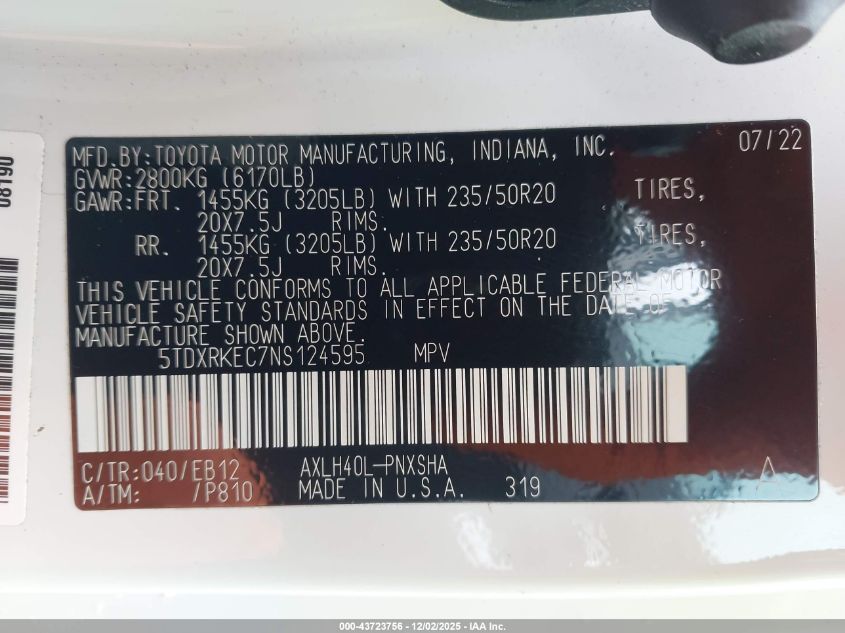 MFD.BY:TOYOTA MOTOR MANUFACTURING, INDIANA, INC. 07/22
GVWR:2800KG (6170LB)
GAWR:FRT. 1455KG (3205LB) WITH 235/50R20 TIRES,
20X7.5J RIMS.
RR. 1455KG (3205LB) WITH 235/50R20 TIRES,
20X7.5J RIMS.
THIS VEHICLE CONFORMS TO ALL APPLICABLE FEDERAL MOTOR
VEHICLE SAFETY STANDARDS IN EFFECT ON THE DATE OF
MANUFACTURE SHOWN ABOVE.
5TDXRKEC7NS124595 MPV
C/TR:040/EB12 AXLH40L-PNXSHA A
A/TM: /P810 MADE IN U.S.A. 319
08190
000-43723756 - 12/02/2025 - IAA Inc.